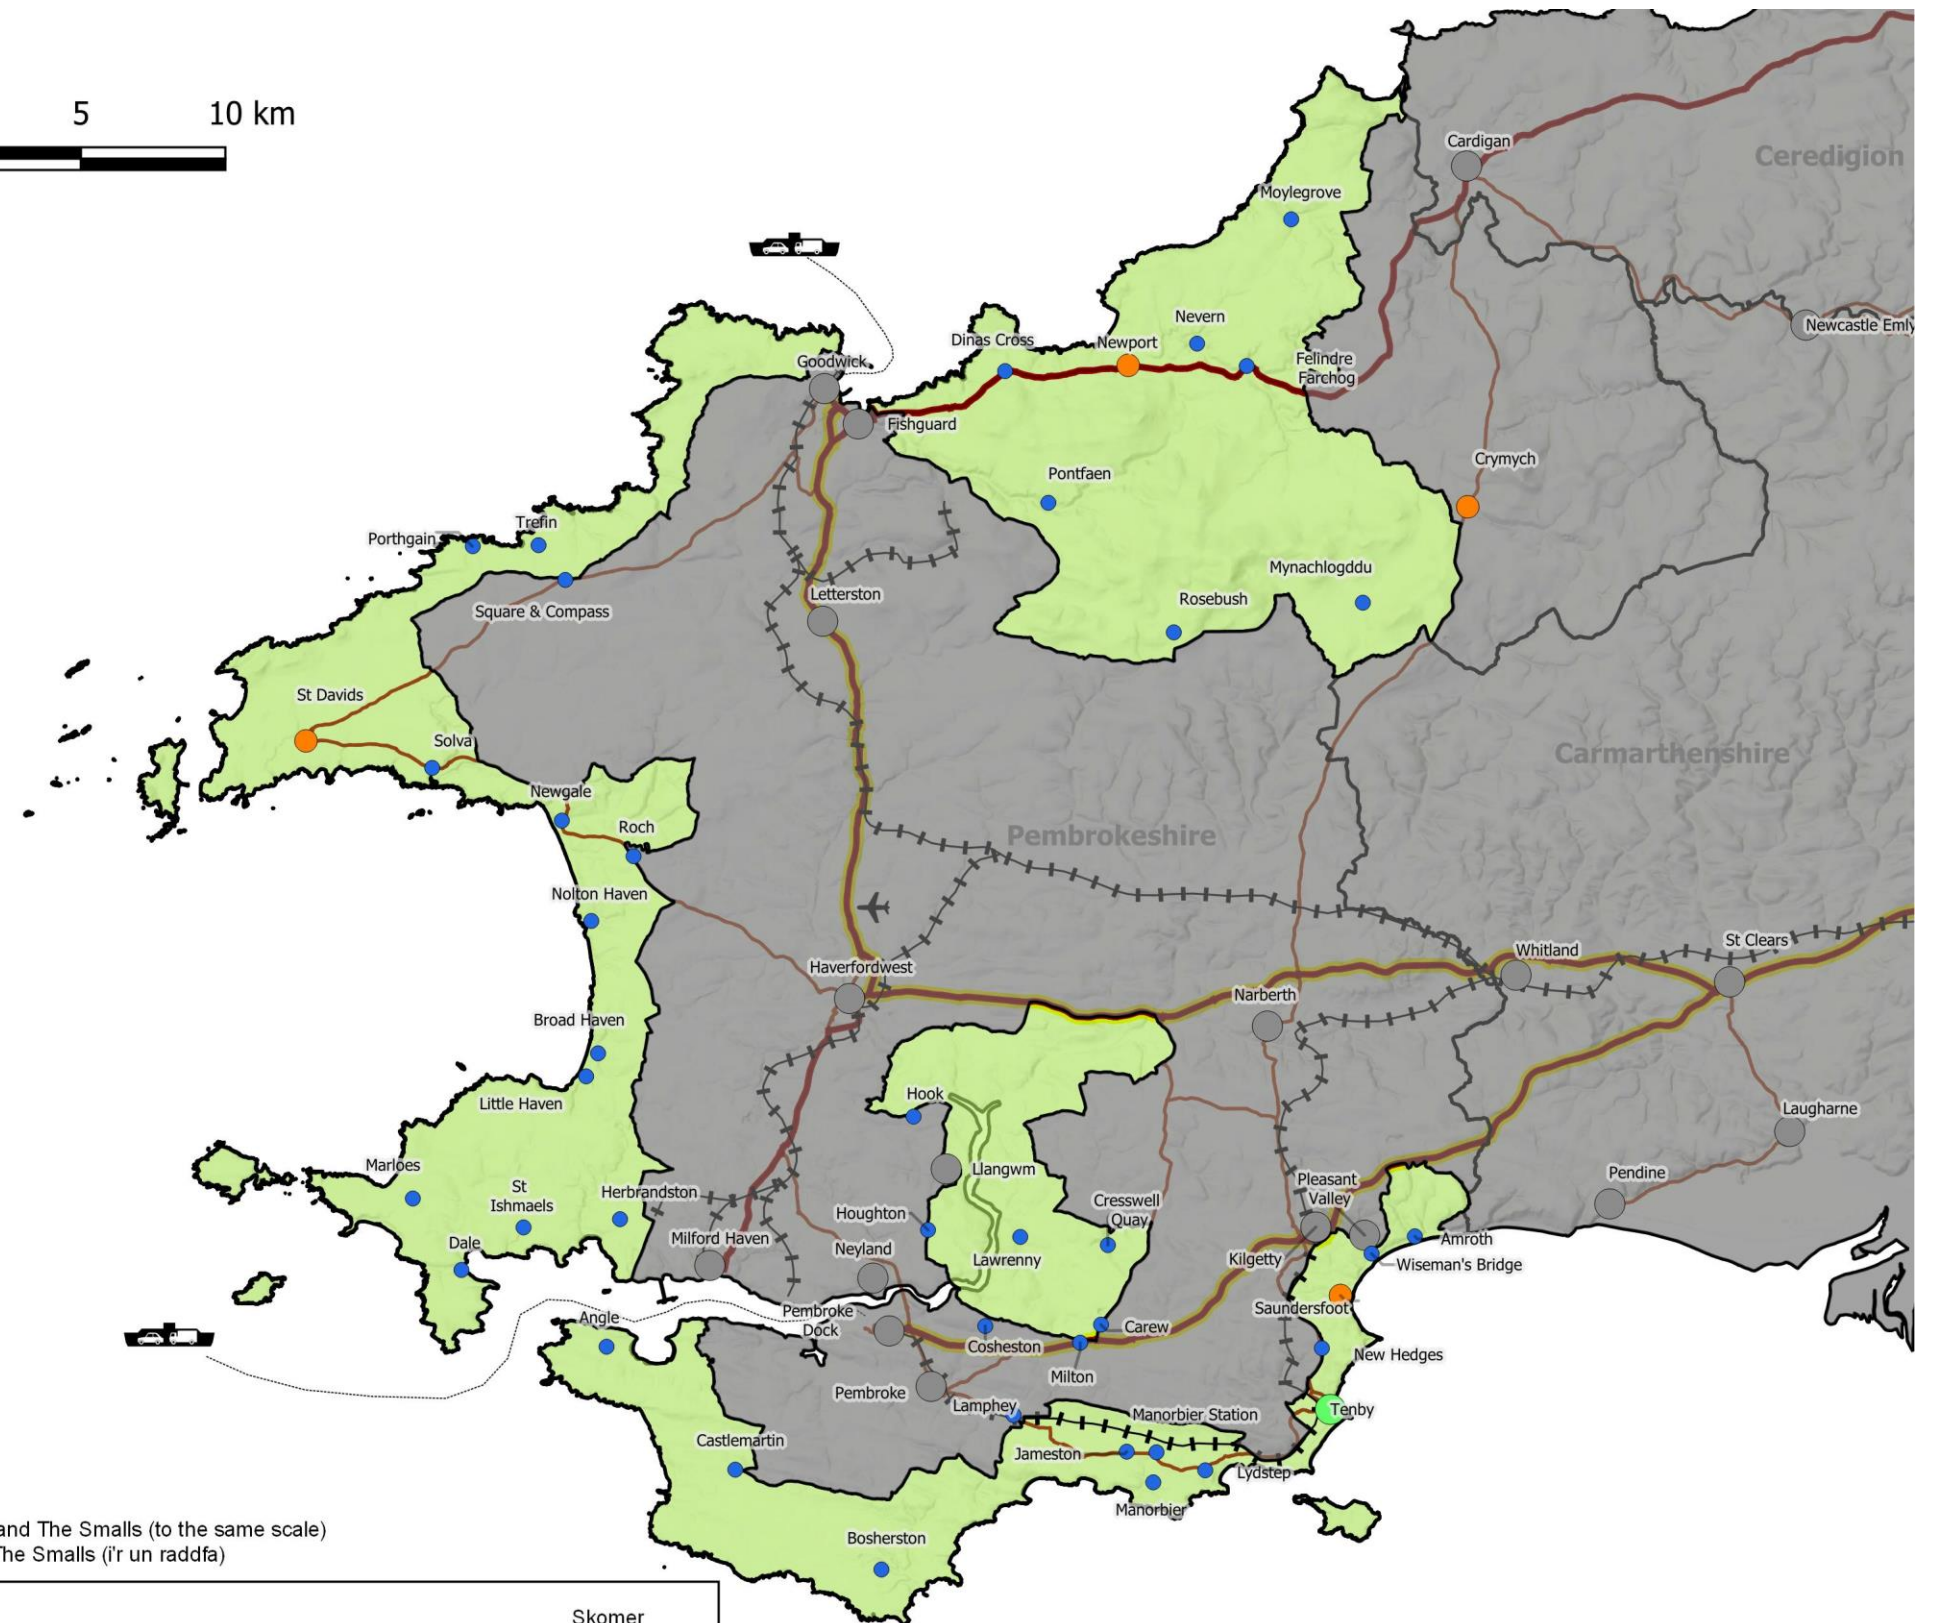 5
10 km
Cardigan
Ceredigion
Moylegrove
Nevern
Newport
Dinas Cross
Goodwick
Felindre
Farchog
Newcastle Emly
Fishguard
Crymych
Pontfaen
Trefin
Porthgain
Mynachlogddu
Letterston
Rosebush
Square & Compass
St Davids
Solva
Carmarthenshire
Newgale
Roch
Pembrokeshire
Nolton Haven
Whitland
St Clears
Haverfordwest
Narberth
Broad Haven
Hook
Little Haven
Laugharne
Marloes
Llangwm
Pendine
Pleasant
Valley
St
Ishmaels
Herbrandston
Cresswell
Quay
Houghton
Milford Haven
Dale
Neyland
Lawrenny
Kilgetty
Amroth
Wiseman's Bridge
Angle
Pembroke
Dock
Saundersfoot
Carew
Cosheston
Milton
New Hedges
Pembroke
Lamphey
Manorbier Station
Tenby
Castlemartin
Jameston
Lydstep
Manorbier
Bosherston
and The Smalls (to the same scale)
The Smalls (i'r un raddfa)
Skomer